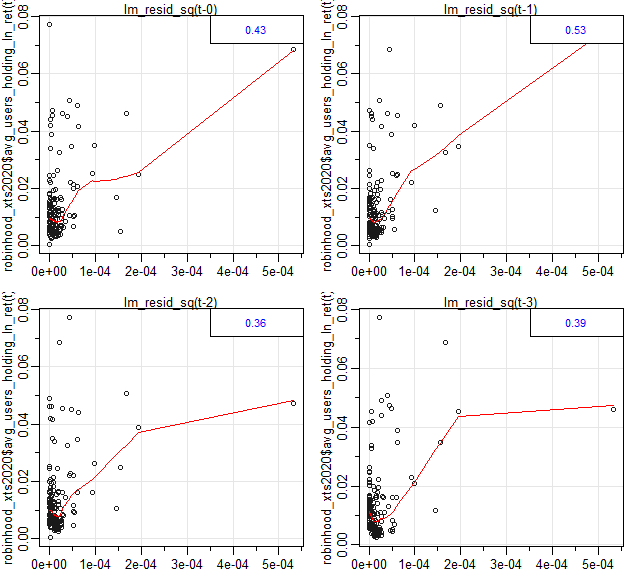 lm_resid_sq(t-0)
0.43
robinhood_xts2020$avg_users_holding_ln_ret(t)
0.00 0.02 0.04 0.06 0.08
0e+00 1e-04 2e-04 3e-04 4e-04 5e-04
lm_resid_sq(t-1)
0.53
robinhood_xts2020$avg_users_holding_ln_ret(t)
0.00 0.02 0.04 0.06 0.08
0e+00 1e-04 2e-04 3e-04 4e-04 5e-04
lm_resid_sq(t-2)
0.36
robinhood_xts2020$avg_users_holding_ln_ret(t)
0.00 0.02 0.04 0.06 0.08
0e+00 1e-04 2e-04 3e-04 4e-04 5e-04
lm_resid_sq(t-3)
0.39
robinhood_xts2020$avg_users_holding_ln_ret(t)
0.00 0.02 0.04 0.06 0.08
0e+00 1e-04 2e-04 3e-04 4e-04 5e-04